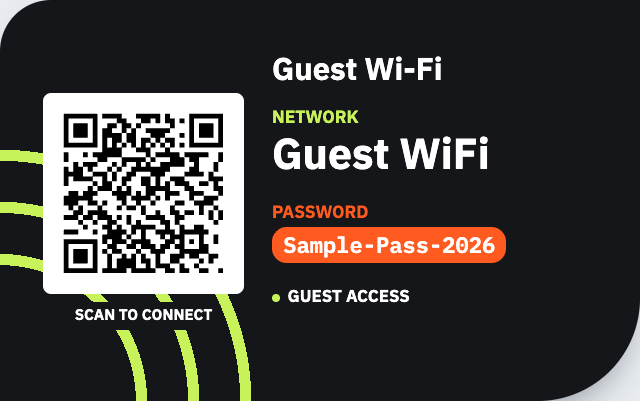 Guest Wi-Fi
NETWORK
Guest WiFi
PASSWORD
Sample-Pass-2026
GUEST ACCESS
SCAN TO CONNECT